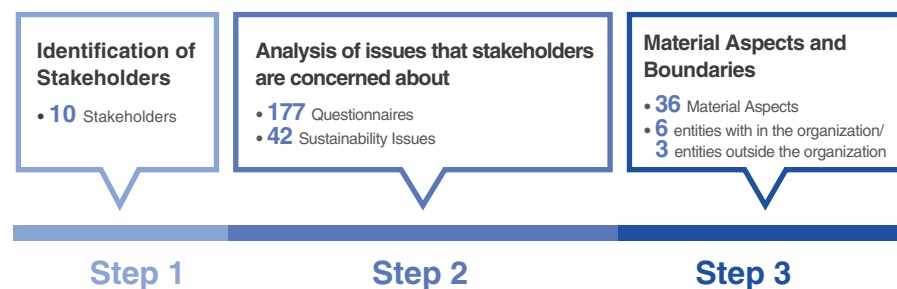 Identification of
Stakeholders
• 10 Stakeholders
Analysis of issues that stakeholders
are concerned about
• 177 Questionnaires
• 42 Sustainability Issues
Material Aspects and
Boundaries
• 36 Material Aspects
• 6 entities with in the organization/
3 entities outside the organization
Step 1
Step 2
Step 3